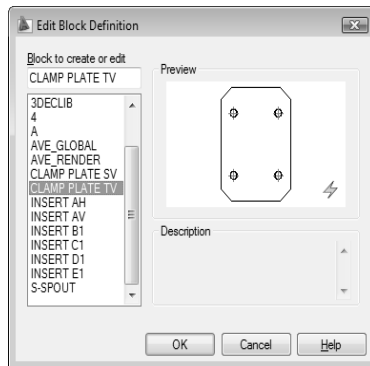 Edit Block Definition
Block to create or edit
CLAMP PLATE TV
3DECLIB
4
A
AVE_GLOBAL
AVE_RENDER
CLAMP PLATE SV
CLAMP PLATE TV
INSERT AH
INSERT AV
INSERT B1
INSERT C1
INSERT D1
INSERT E1
S-SPOUT
Preview
Description
OK
Cancel
Help